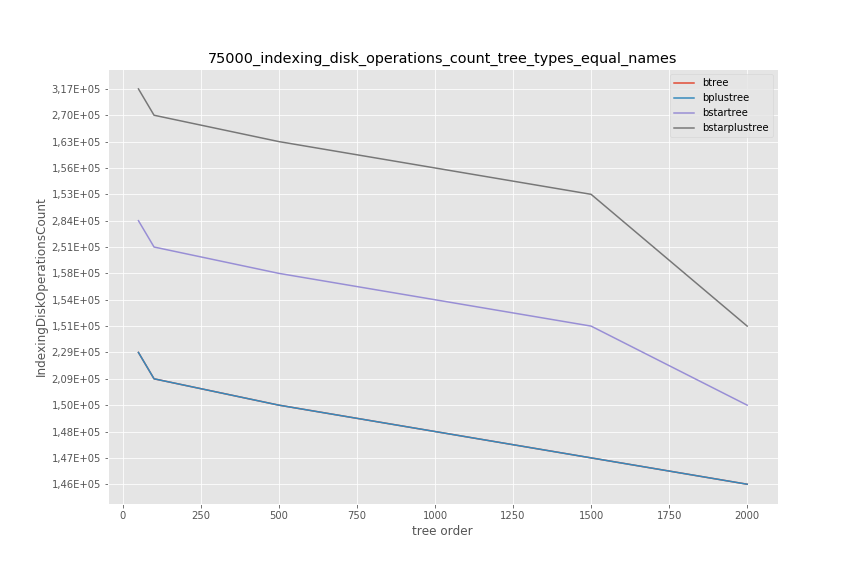 75000_indexing_disk_operations_count_tree_types_equal_names
btree
bplustree
bstartree
bstarplustree
IndexingDiskOperationsCount
3,17E+05
2,70E+05
1,63E+05
1,56E+05
1,53E+05
2,84E+05
2,51E+05
1,58E+05
1,54E+05
1,51E+05
2,29E+05
2,09E+05
1,50E+05
1,48E+05
1,47E+05
1,46E+05
0 250 500 750 1000 1250 1500 1750 2000
tree order